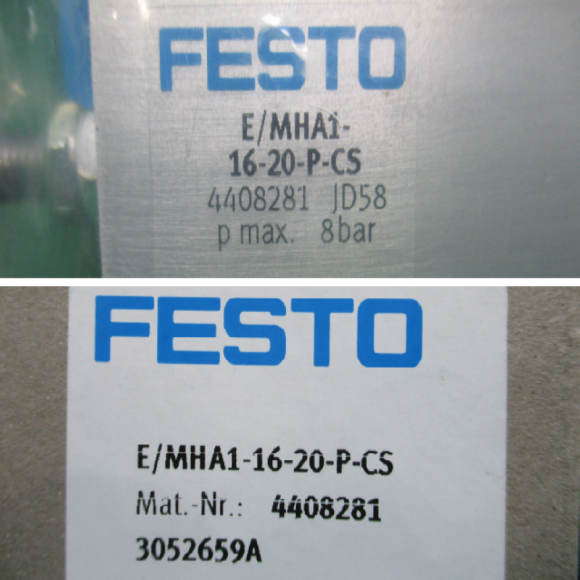 FESTO
E/MHA1-
16-20-P-CS
4408281 JD58
p max. 8bar
FESTO
E/MHA1-16-20-P-CS
Mat.-Nr.: 4408281
3052659A